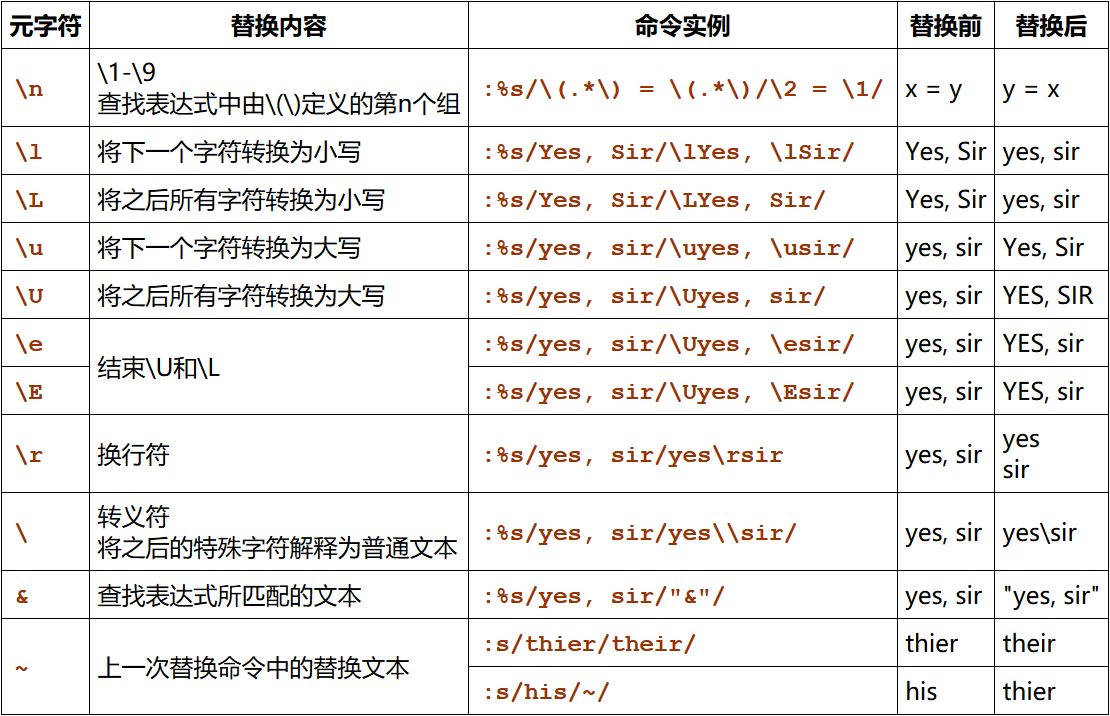 元字符 替换内容 命令实例 替换前 替换后
\n \1-\9 :%s/\(.*\) = \(.*\)/\2 = \1/ x = y y = x
查找表达式中由\(\)定义的第n个组
\l 将下一个字符转换为小写 :%s/Yes, Sir/\lYes, \lSir/ Yes, Sir yes, sir
\L 将之后所有字符转换为小写 :%s/Yes, Sir/\LYes, Sir/ Yes, Sir yes, sir
\u 将下一个字符转换为大写 :%s/yes, sir/\uyes, \usir/ yes, sir Yes, Sir
\U 将之后所有字符转换为大写 :%s/yes, sir/\Uyes, sir/ yes, sir YES, SIR
\e 结束\U和\L :%s/yes, sir/\Uyes, \esir/ yes, sir YES, sir
\E :%s/yes, sir/\Uyes, \Esir/ yes, sir YES, sir
\r 换行符 :%s/yes, sir/yes\rsir yes, sir yes
sir
\ 转义符 :%s/yes, sir/yes\\sir/ yes, sir yes\sir
将之后的特殊字符解释为普通文本
& 查找表达式所匹配的文本 :%s/yes, sir/"&"/ yes, sir "yes, sir"
~ 上一次替换命令中的替换文本 :s/thier/their/ thier their
:s/his/~/ his thier